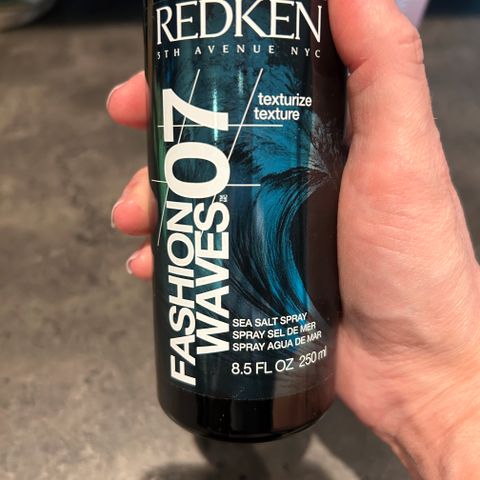 REDKEN
5TH AVENUE NYC
texturize
texture
FASHION
WAVES 07
SEA SALT SPRAY
SPRAY SEL DE MER
SPRAY AGUA DE MAR
8.5 FL OZ 250 ml